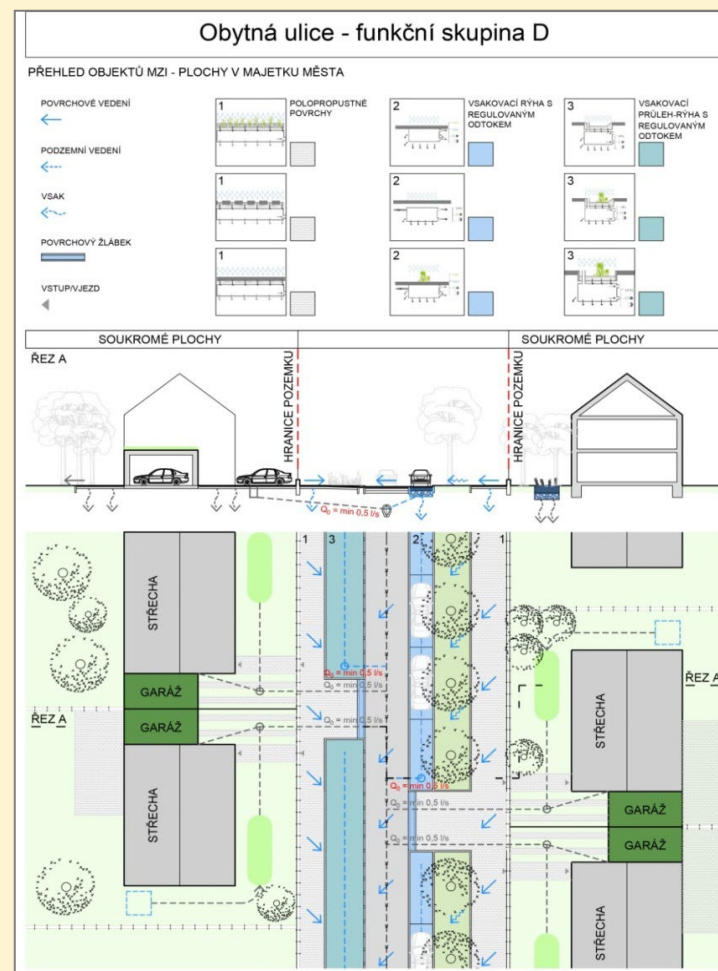 Obytná ulice - funkční skupina D
PŘEHLED OBJEKTŮ MZI - PLOCHY V MAJETKU MĚSTA
POVRCHOVÉ VEDENÍ
PODZEMNÍ VEDENÍ
VSAK
POVRCHOVÝ ŽLÁBEK
VSTUP/VJEZD
1
POLOPROPUSTNÉ
POVRCHY
1
1
2
VSAKOVACÍ RÝHA S
REGULOVANÝM
ODTOKEM
2
2
3
VSAKOVACÍ
PRŮLEH-RÝHA S
REGULOVANÝM
ODTOKEM
3
3
SOUKROMÉ PLOCHY
SOUKROMÉ PLOCHY
ŘEZ A
HRANICE POZEMKU
HRANICE POZEMKU
Q₀ = min 0,5 l/s
1
3
2
1
STŘECHA
Q₀ = min 0,5 l/s
Q₀ = min 0,5 l/s
GARÁŽ
ŘEZ A
STŘECHA
ŘEZ A
GARÁŽ
Q₀ = min 0,5 l/s
STŘECHA
Q₀ = min 0,5 l/s
Q₀ = min 0,5 l/s
GARÁŽ
Q₀ = min 0,5 l/s
GARÁŽ
STŘECHA